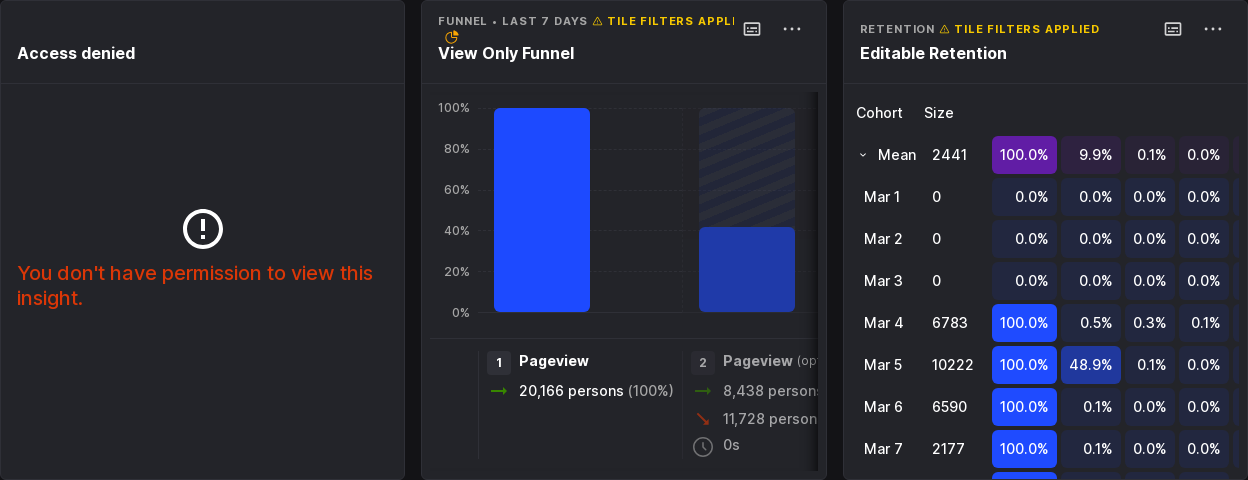 Access denied
You don't have permission to view this
insight.
FUNNEL • LAST 7 DAYS TILE FILTERS APPLI
View Only Funnel
100%
80%
60%
40%
20%
0%
1 Pageview
20,166 persons (100%)
2 Pageview (opt
8,438 persons
11,728 person
0s
RETENTION TILE FILTERS APPLIED
Editable Retention
Cohort Size
Mean 2441 100.0% 9.9% 0.1% 0.0%
Mar 1 0 0.0% 0.0% 0.0% 0.0%
Mar 2 0 0.0% 0.0% 0.0% 0.0%
Mar 3 0 0.0% 0.0% 0.0% 0.0%
Mar 4 6783 100.0% 0.5% 0.3% 0.1%
Mar 5 10222 100.0% 48.9% 0.1% 0.0%
Mar 6 6590 100.0% 0.1% 0.0% 0.0%
Mar 7 2177 100.0% 0.1% 0.0% 0.0%